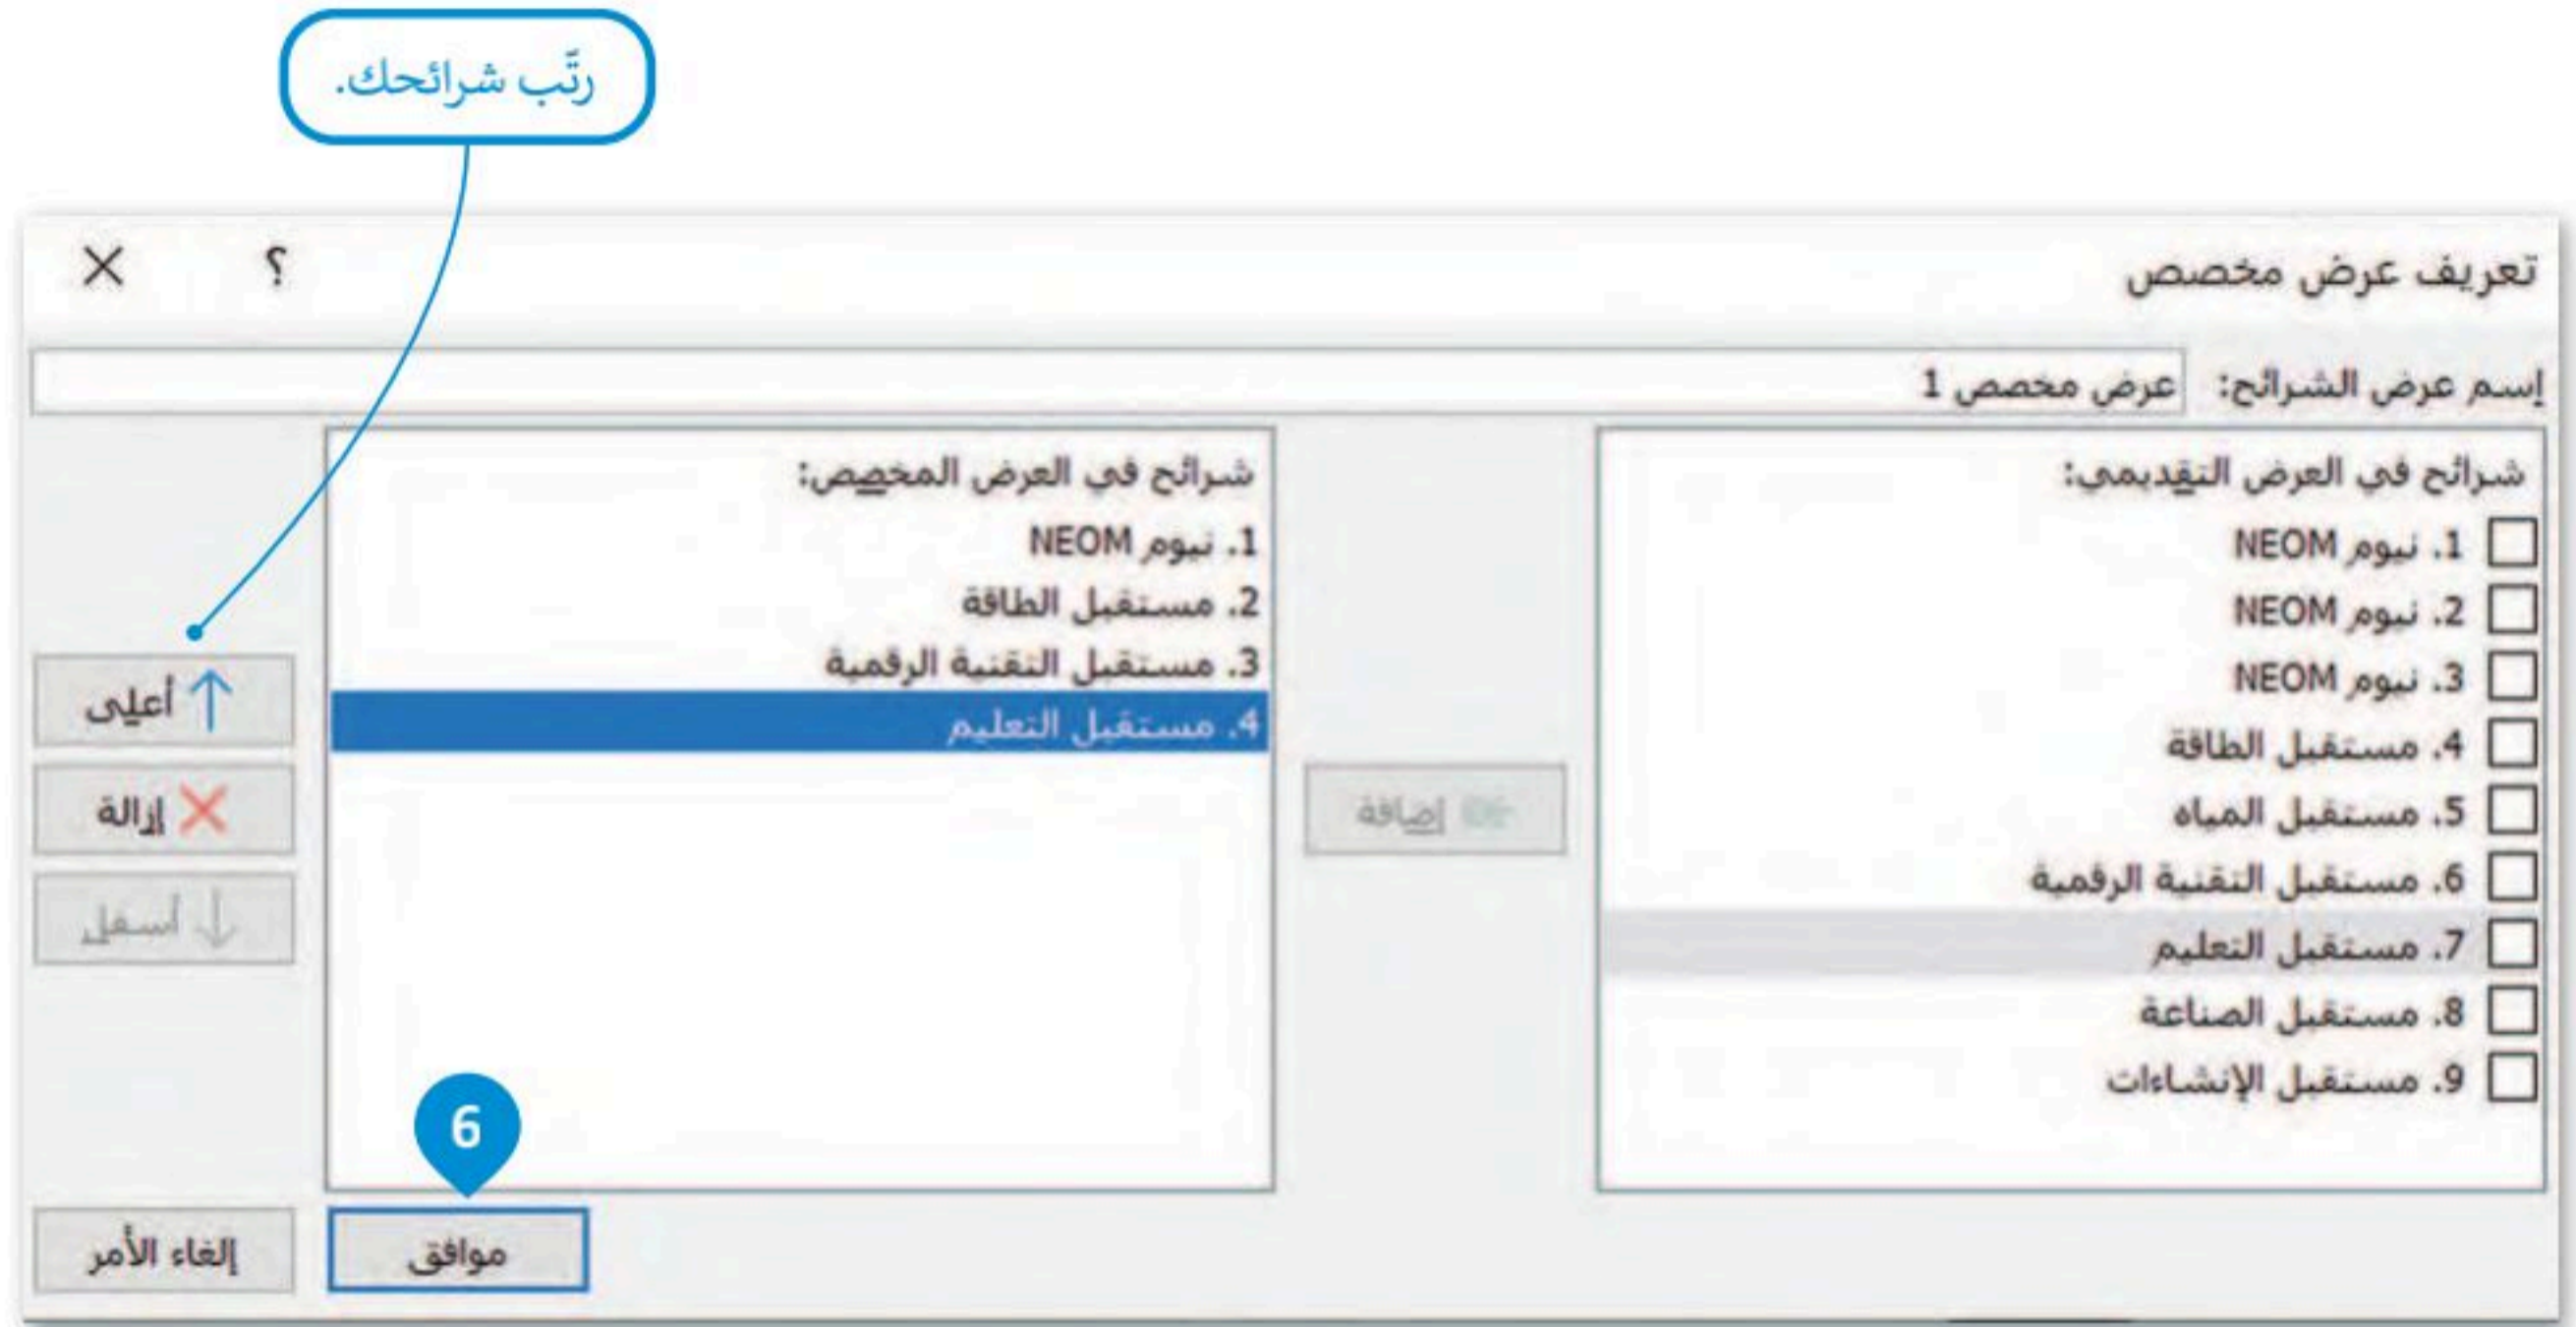 رتَّب شرائحك.
تعريف عرض مخصص ؟
إسم عرض الشرائح: عرض مخصص 1
شرائح في العرض التقديمي:
1. نيوم NEOM
2. نيوم NEOM
3. نيوم NEOM
4. مستقبل الطاقة
5. مستقبل المياه
6. مستقبل التقنية الرقمية
7. مستقبل التعليم
8. مستقبل الصناعة
9. مستقبل الإنشاءات
إضافة
شرائح في العرض المخصص:
1. نيوم NEOM
2. مستقبل الطاقة
3. مستقبل التقنية الرقمية
4. مستقبل التعليم
أعلى
إزالة
أسفل
6
موافق
إلغاء الأمر